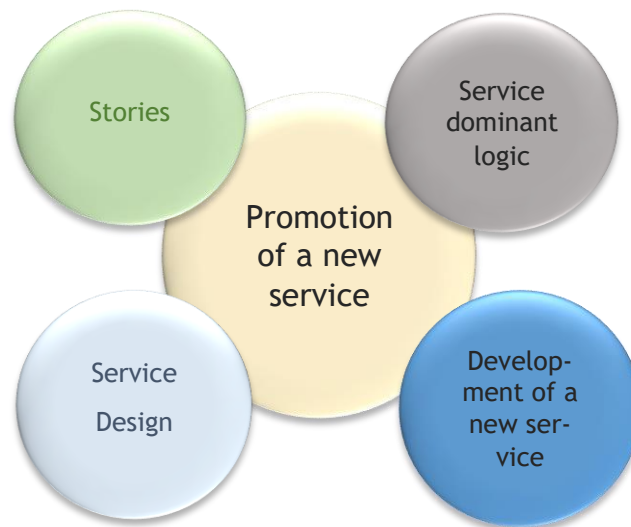 Stories
Service
dominant
logic
Promotion
of a new
service
Service
Design
Develop-
ment of a
new ser-
vice